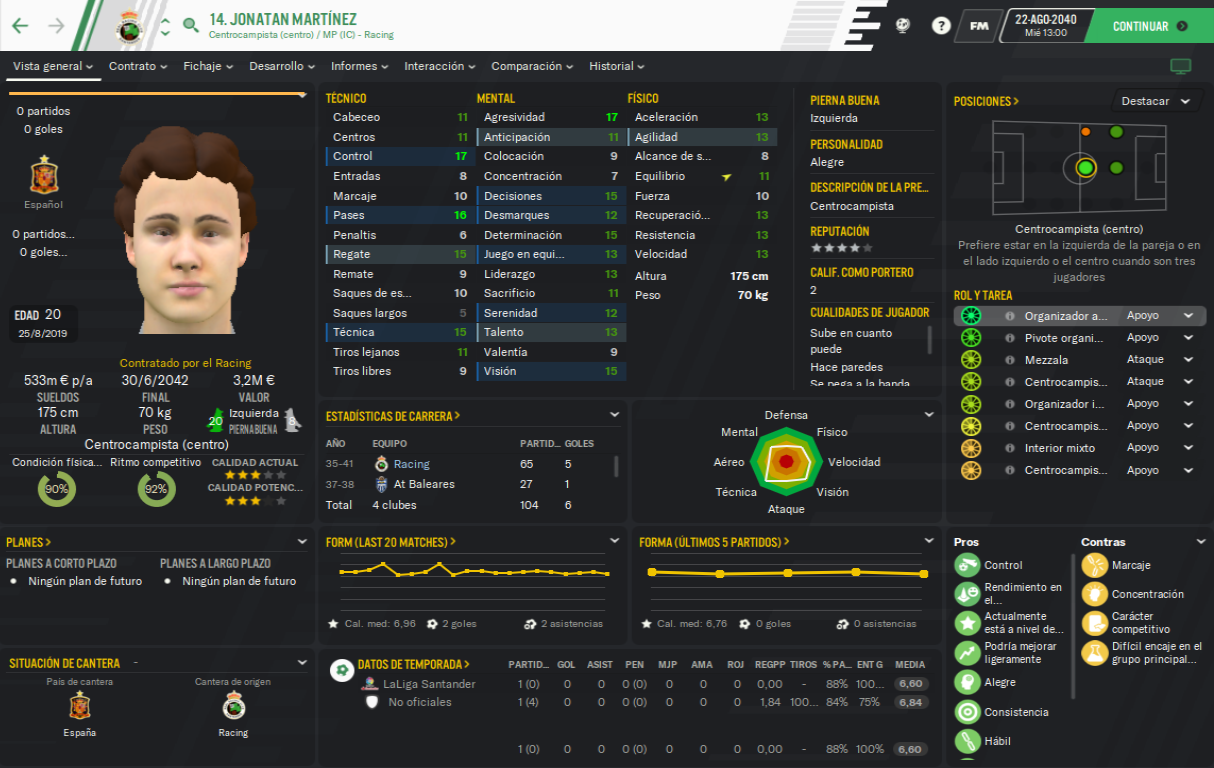 14. JONATAN MARTÍNEZ
Centrocampista (centro) / MP (IC) - Racing
?
FM
22-AGO-2040
Mié 13:00
CONTINUAR
Vista general
Contrato
Fichaje
Desarrollo
Informes
Interacción
Comparación
Historial
0 partidos
0 goles
Español
0 partidos...
0 goles...
EDAD 20
25/8/2019
Contratado por el Racing
533m € p/a
SUELDOS
30/6/2042
FINAL
3,2M €
VALOR
175 cm
ALTURA
70 kg
PESO
20
Izquierda
PIERNA BUENA
8
Centrocampista (centro)
Condición física...
90%
Ritmo competitivo
92%
CALIDAD ACTUAL
CALIDAD POTENC...
TÉCNICO
Cabeceo 11
Centros 11
Control 17
Entradas 8
Marcaje 10
Pases 16
Penaltis 6
Regate 15
Remate 9
Saques de es... 10
Saques largos 5
Técnica 15
Tiros lejanos 11
Tiros libres 9
MENTAL
Agresividad 17
Anticipación 11
Colocación 9
Concentración 7
Decisiones 15
Desmarques 12
Determinación 15
Juego en equi... 13
Liderazgo 13
Sacrificio 11
Serenidad 12
Talento 13
Valentía 9
Visión 15
FÍSICO
Aceleración 13
Agilidad 13
Alcance de s... 8
Equilibrio 11
Fuerza 10
Recuperació... 13
Resistencia 13
Velocidad 13
Altura 175 cm
Peso 70 kg
PIERNA BUENA
Izquierda
PERSONALIDAD
Alegre
DESCRIPCIÓN DE LA PRE...
Centrocampista
REPUTACIÓN
CALIF. COMO PORTERO
2
CUALIDADES DE JUGADOR
Sube en cuanto
puede
Hace paredes
Se pega a la banda
POSICIONES >
Destacar
Centrocampista (centro)
Prefiere estar en la izquierda de la pareja o en
el lado izquierdo o el centro cuando son tres
jugadores
ROL Y TAREA
Organizador a... Apoyo
Pivote organi... Apoyo
Mezzala Ataque
Centrocampis... Ataque
Organizador i... Apoyo
Centrocampis... Apoyo
Interior mixto Apoyo
Centrocampis... Apoyo
ESTADÍSTICAS DE CARRERA >
AÑO EQUIPO PARTID... GOLES
35-41 Racing 65 5
37-38 At Baleares 27 1
Total 4 clubes 104 6
Defensa
Físico
Velocidad
Visión
Ataque
Técnica
Aéreo
Mental
PLANES >
PLANES A CORTO PLAZO
Ningún plan de futuro
PLANES A LARGO PLAZO
Ningún plan de futuro
FORM (LAST 20 MATCHES) >
Cal. med: 6,96
2 goles
2 asistencias
FORMA (ÚLTIMOS 5 PARTIDOS) >
Cal. med: 6,76
0 goles
0 asistencias
Pros
Control
Rendimiento en
el...
Actualmente
está a nivel de...
Podría mejorar
ligeramente
Alegre
Consistencia
Hábil
Contras
Marcaje
Concentración
Carácter
competitivo
Difícil encaje en el
grupo principal...
SITUACIÓN DE CANTERA -
País de cantera
España
Cantera de origen
Racing
DATOS DE TEMPORADA > PARTID... GOL ASIST PEN MJP AMA ROJ REGPP TIROS % PA... ENT G MEDIA
LaLiga Santander 1 (0) 0 0 0 (0) 0 0 0 0,00 - 88% 100... 6,60
No oficiales 1 (4) 0 0 0 (0) 0 0 0 1,84 100... 84% 75% 6,84
1 (0) 0 0 0 (0) 0 0 0 0,00 - 88% 100% 6,60